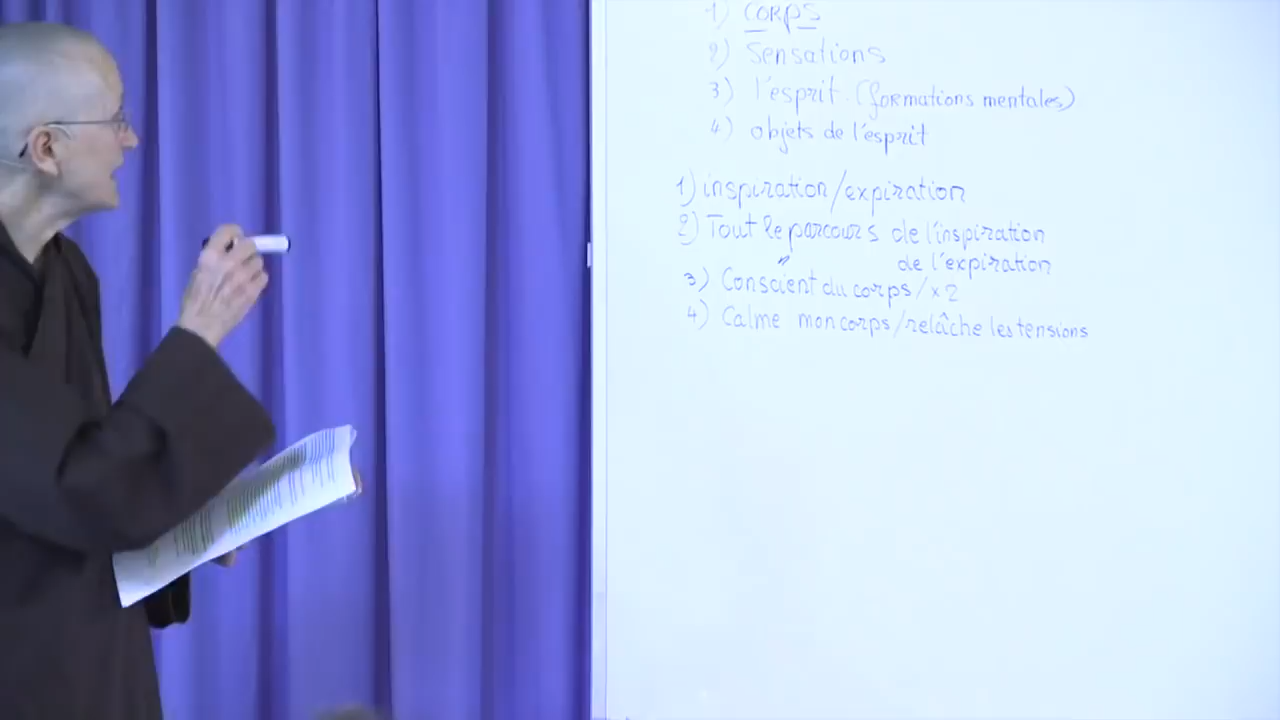 1) Corps
2) Sensations
3) l'esprit (formations mentales)
4) objets de l'esprit
1) inspiration/expiration
2) Tout le parcours de l'inspiration
de l'expiration
3) Conscient du corps/x2
4) Calme mon corps/relâche les tensions